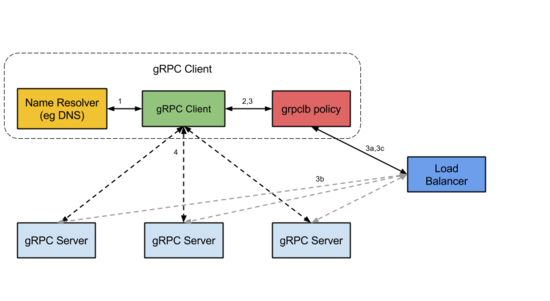 gRPC Client
Name Resolver
(eg DNS)
1
gRPC Client
2,3
grpclb policy
3a,3c
4
Load
Balancer
3b
gRPC Server
gRPC Server
gRPC Server